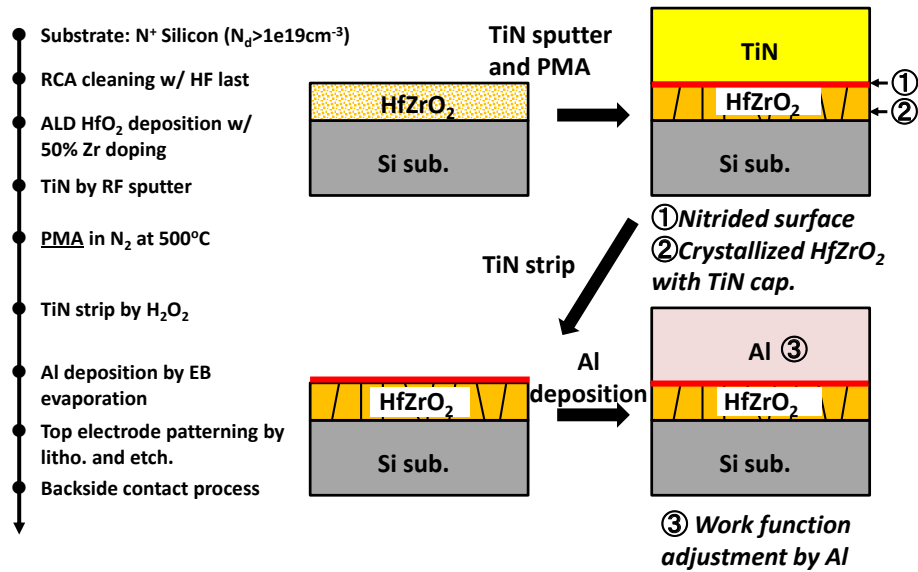 Substrate: N⁺ Silicon (N_d>1e19cm⁻³)
RCA cleaning w/ HF last
ALD HfO₂ deposition w/
50% Zr doping
TiN by RF sputter
PMA in N₂ at 500°C
TiN strip by H₂O₂
Al deposition by EB
evaporation
Top electrode patterning by
litho. and etch.
Backside contact process
HfZrO₂
Si sub.
TiN sputter
and PMA
TiN
HfZrO₂
Si sub.
①
②
①Nitrided surface
②Crystallized HfZrO₂
with TiN cap.
TiN strip
HfZrO₂
Si sub.
Al
deposition
Al ③
HfZrO₂
Si sub.
③ Work function
adjustment by Al